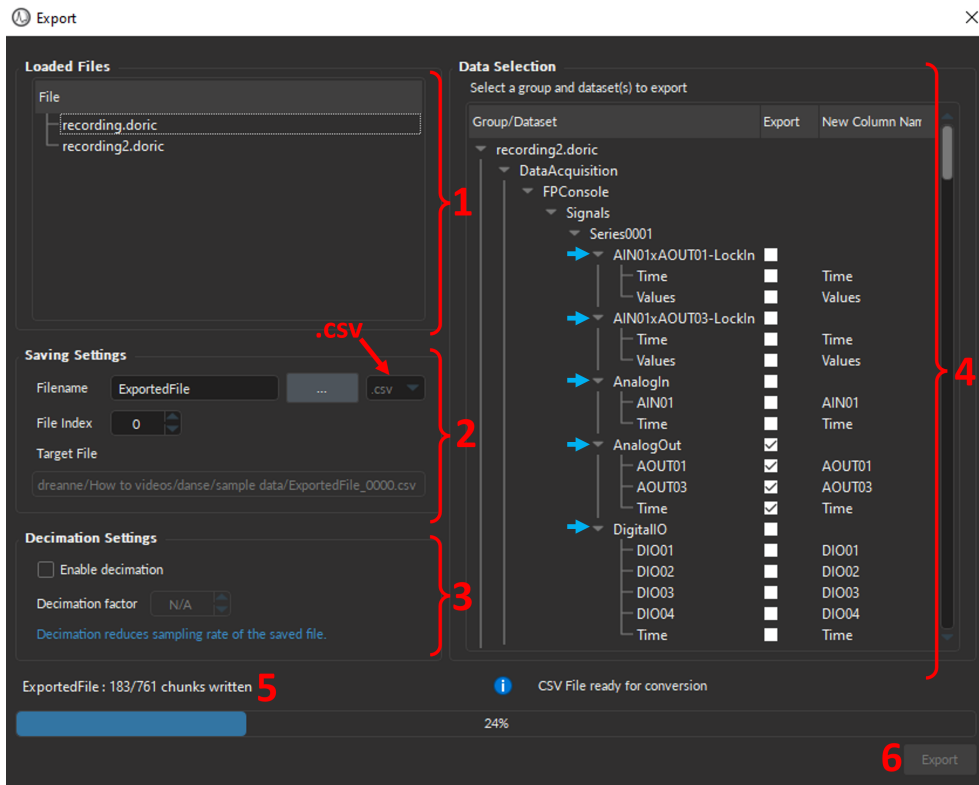 Export
Loaded Files
File
recording.doric
recording2.doric
1
.csv
Saving Settings
Filename ExportedFile ... .csv
File Index 0
Target File
dreanne/How to videos/danse/sample data/ExportedFile_0000.csv
2
Decimation Settings
Enable decimation
Decimation factor N/A
Decimation reduces sampling rate of the saved file.
3
Data Selection
Select a group and dataset(s) to export
Group/Dataset Export New Column Nam
recording2.doric
DataAcquisition
FPConsole
Signals
Series0001
AIN01xAOUT01-LockIn
Time Time
Values Values
AIN01xAOUT03-LockIn
Time Time
Values Values
AnalogIn
AIN01 AIN01
Time Time
AnalogOut
AOUT01 AOUT01
AOUT03 AOUT03
Time Time
DigitalIO
DIO01 DIO01
DIO02 DIO02
DIO03 DIO03
DIO04 DIO04
Time Time
4
ExportedFile : 183/761 chunks written 5
CSV File ready for conversion
24%
6 Export